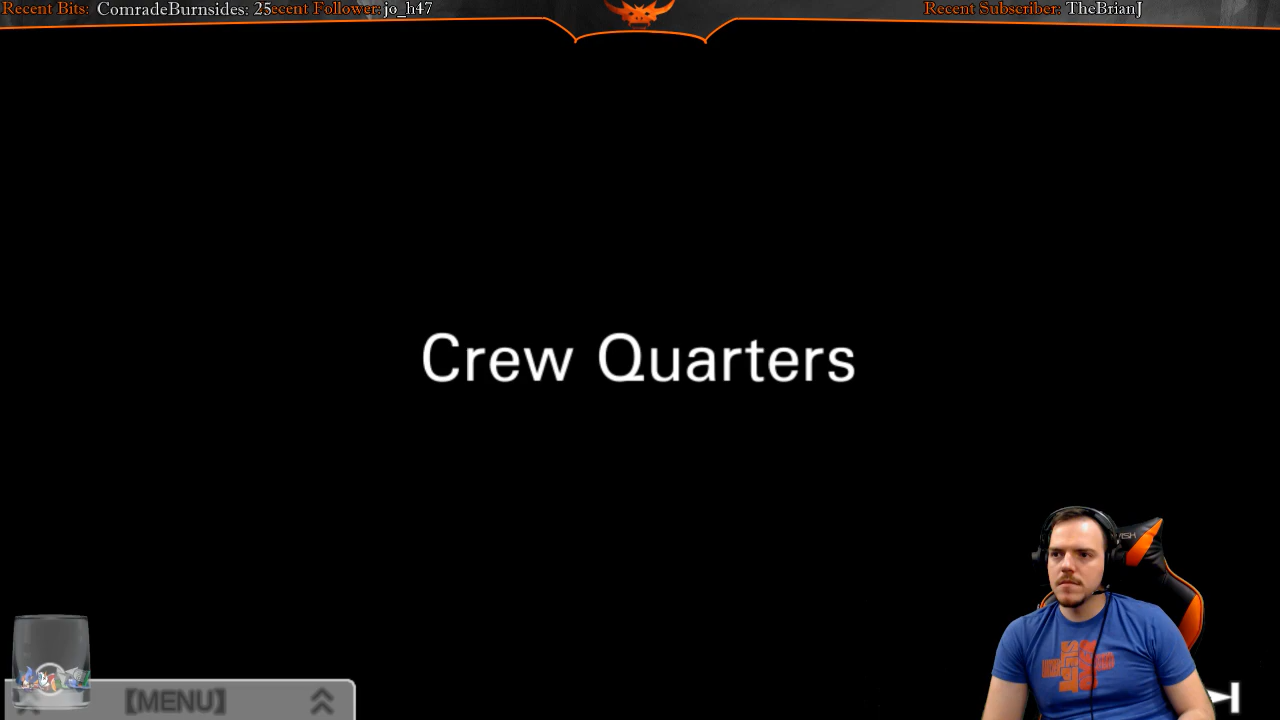 Recent Bits: ComradeBurnsides: 25ecent Follower: jo_h47
Recent Subscriber: TheBrianJ
Crew Quarters
【MENU】